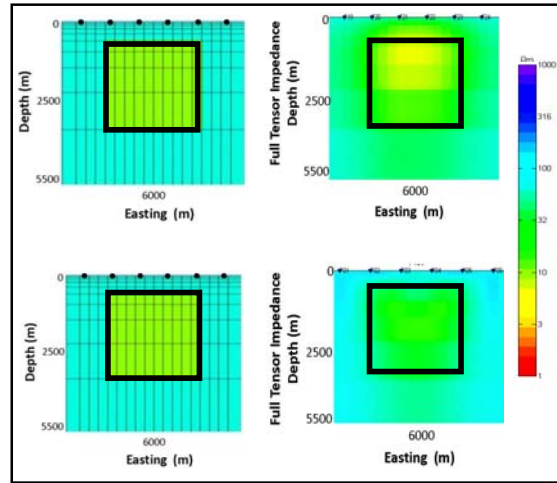 0
2500
5500
Depth (m)
6000
Easting (m)
0
2500
5500
Full Tensor Impedance
Depth (m)
6000
Easting (m)
Ωm
1000
316
100
32
10
3
1
0
2500
5500
Depth (m)
6000
Easting (m)
0
2500
5500
Full Tensor Impedance
Depth (m)
6000
Easting (m)